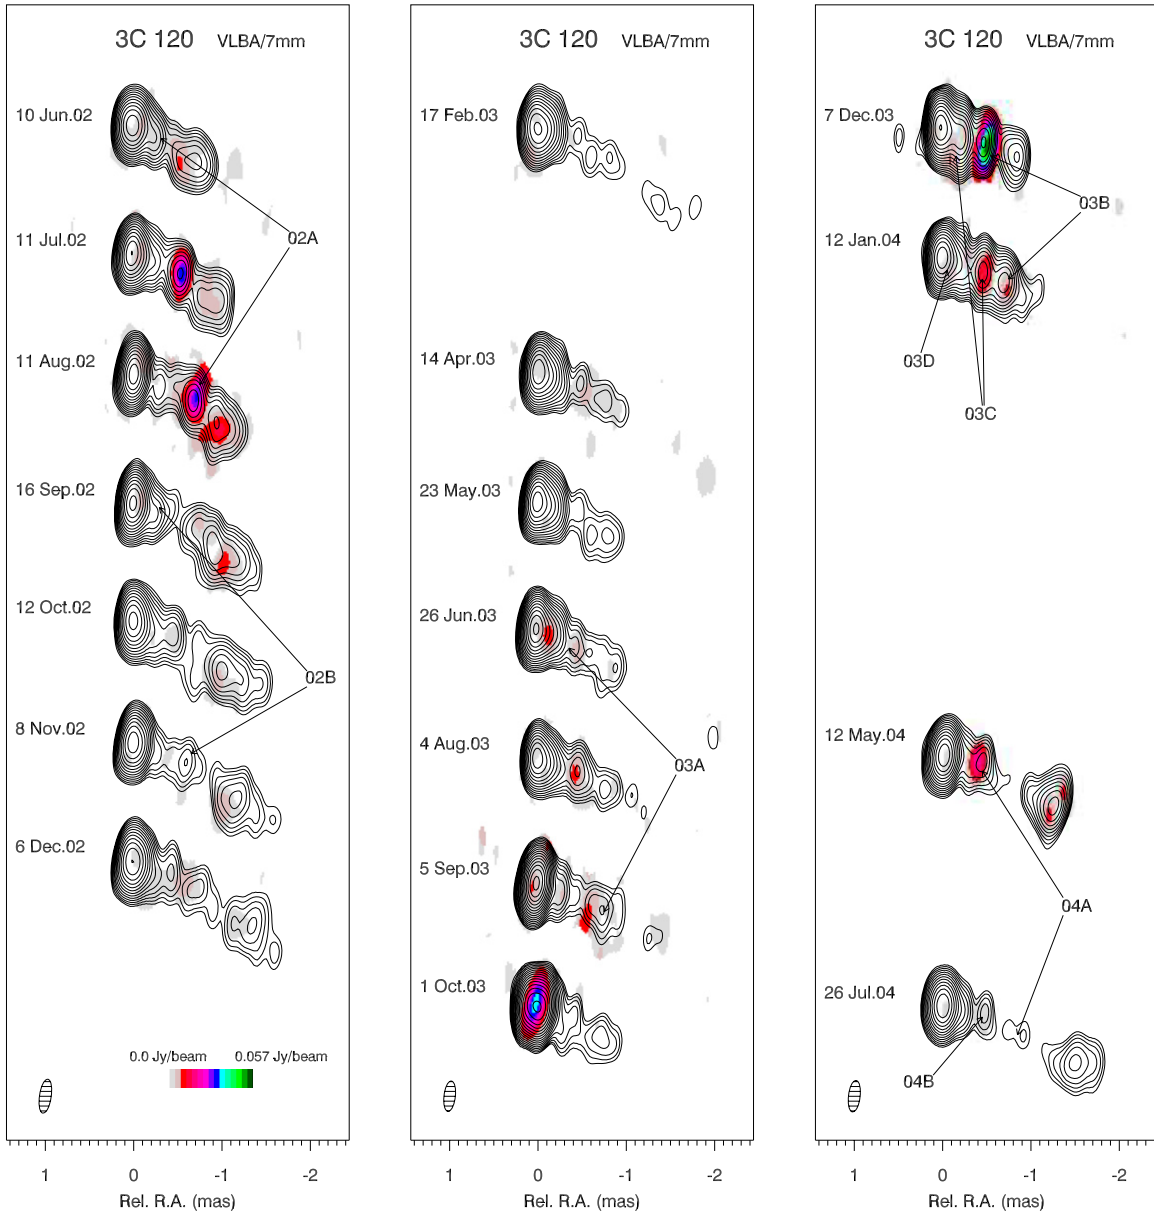 3C 120 VLBA/7mm
10 Jun.02
02A
11 Jul.02
11 Aug.02
16 Sep.02
12 Oct.02
02B
8 Nov.02
6 Dec.02
0.0 Jy/beam 0.057 Jy/beam
1 0 -1 -2
Rel. R.A. (mas)
3C 120 VLBA/7mm
17 Feb.03
14 Apr.03
23 May.03
26 Jun.03
4 Aug.03
03A
5 Sep.03
1 Oct.03
1 0 -1 -2
Rel. R.A. (mas)
3C 120 VLBA/7mm
7 Dec.03
03B
12 Jan.04
03D
03C
12 May.04
04A
26 Jul.04
04B
1 0 -1 -2
Rel. R.A. (mas)